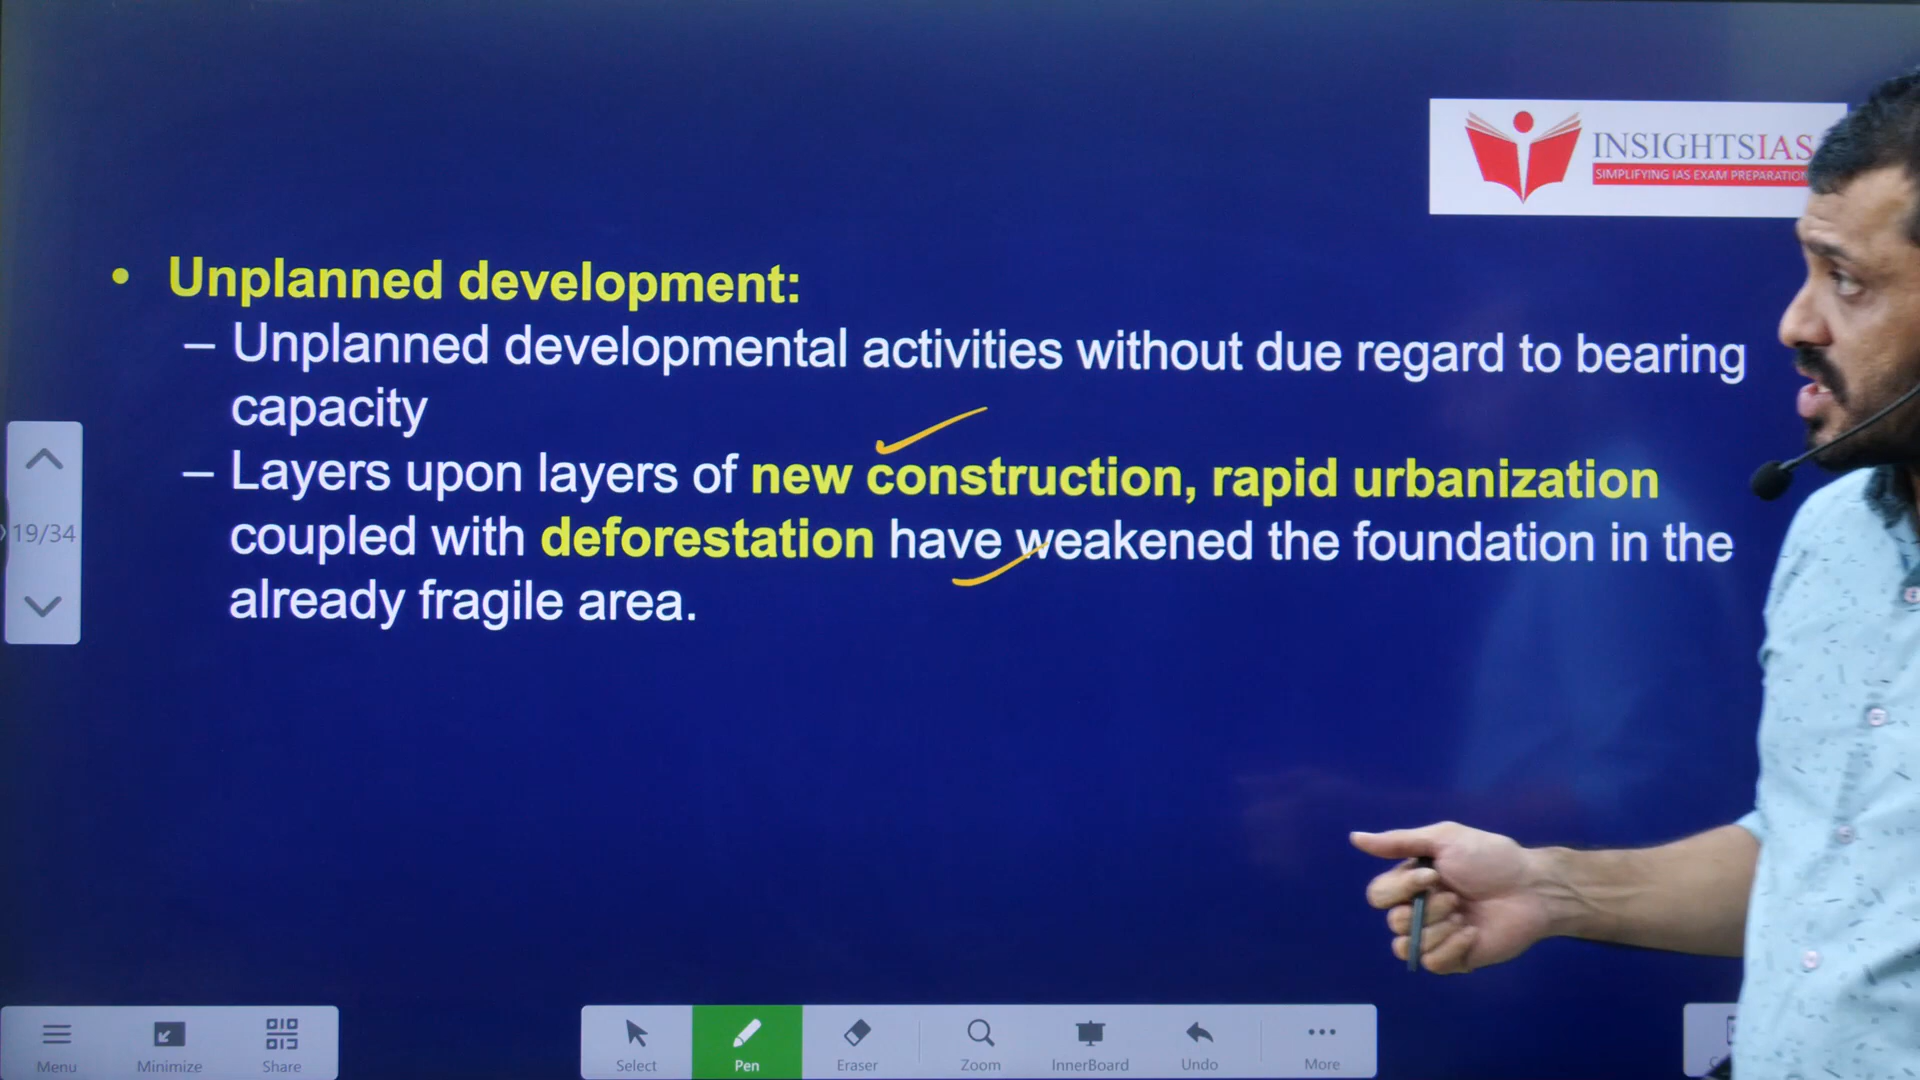 INSIGHTSIAS
SIMPLIFYING IAS EXAM PREPARATION
• Unplanned development:
– Unplanned developmental activities without due regard to bearing
capacity
– Layers upon layers of new construction, rapid urbanization
coupled with deforestation have weakened the foundation in the
already fragile area.
19/34
Menu Minimize Share Select Pen Eraser Zoom InnerBoard Undo More